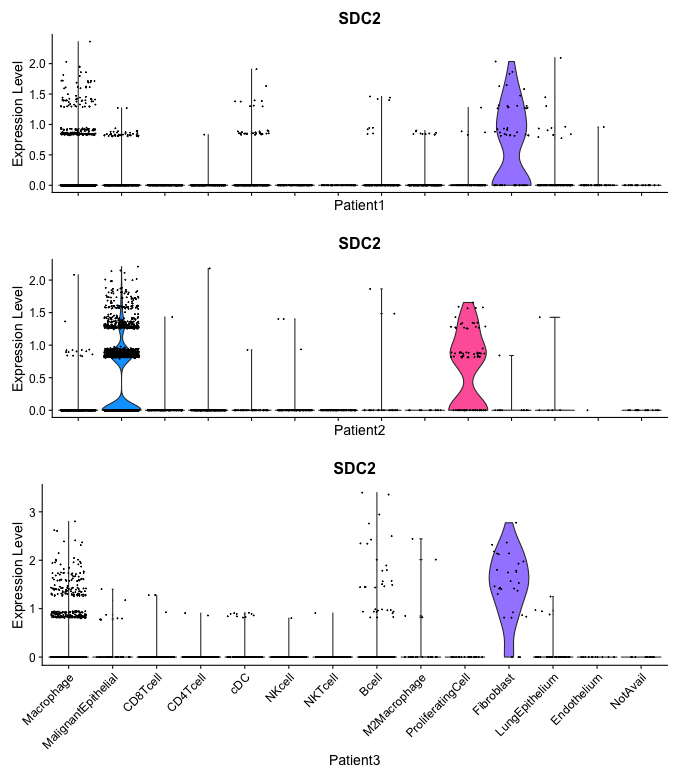 SDC2
Expression Level
2.0
1.5
1.0
0.5
0.0
Patient1
SDC2
Expression Level
2.0
1.5
1.0
0.5
0.0
Patient2
SDC2
Expression Level
3
2
1
0
Macrophage
MalignantEpithelial
CD8Tcell
CD4Tcell
cDC
NKcell
NKTcell
Bcell
M2Macrophage
ProliferatingCell
Fibroblast
LungEpithelium
Endothelium
NotAvail
Patient3